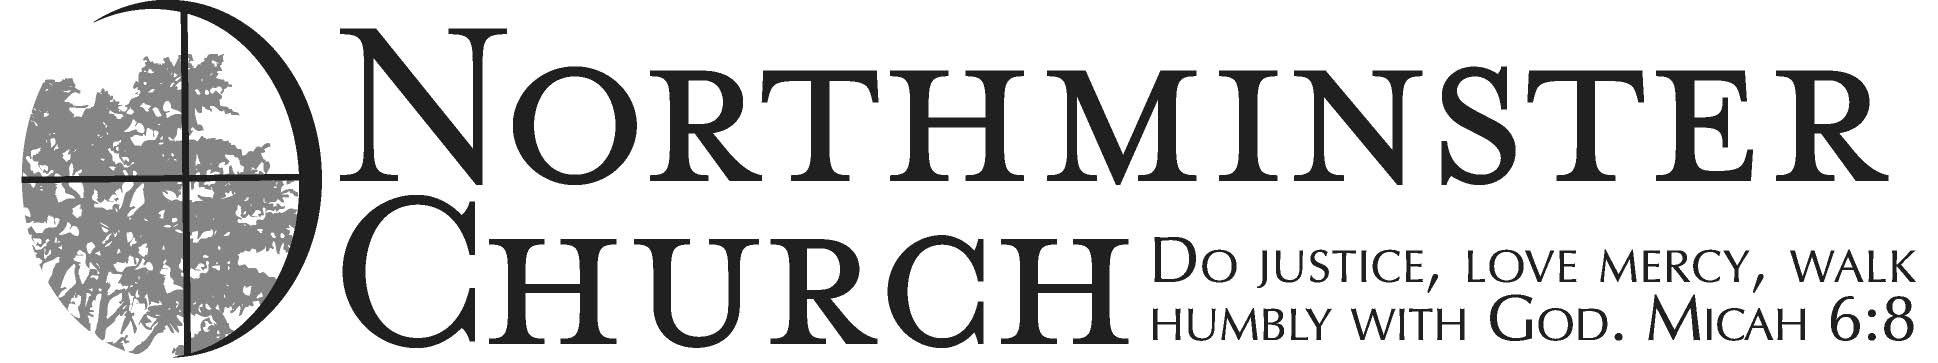 Northminster
Church
Do justice, love mercy, walk
humbly with God. Micah 6:8